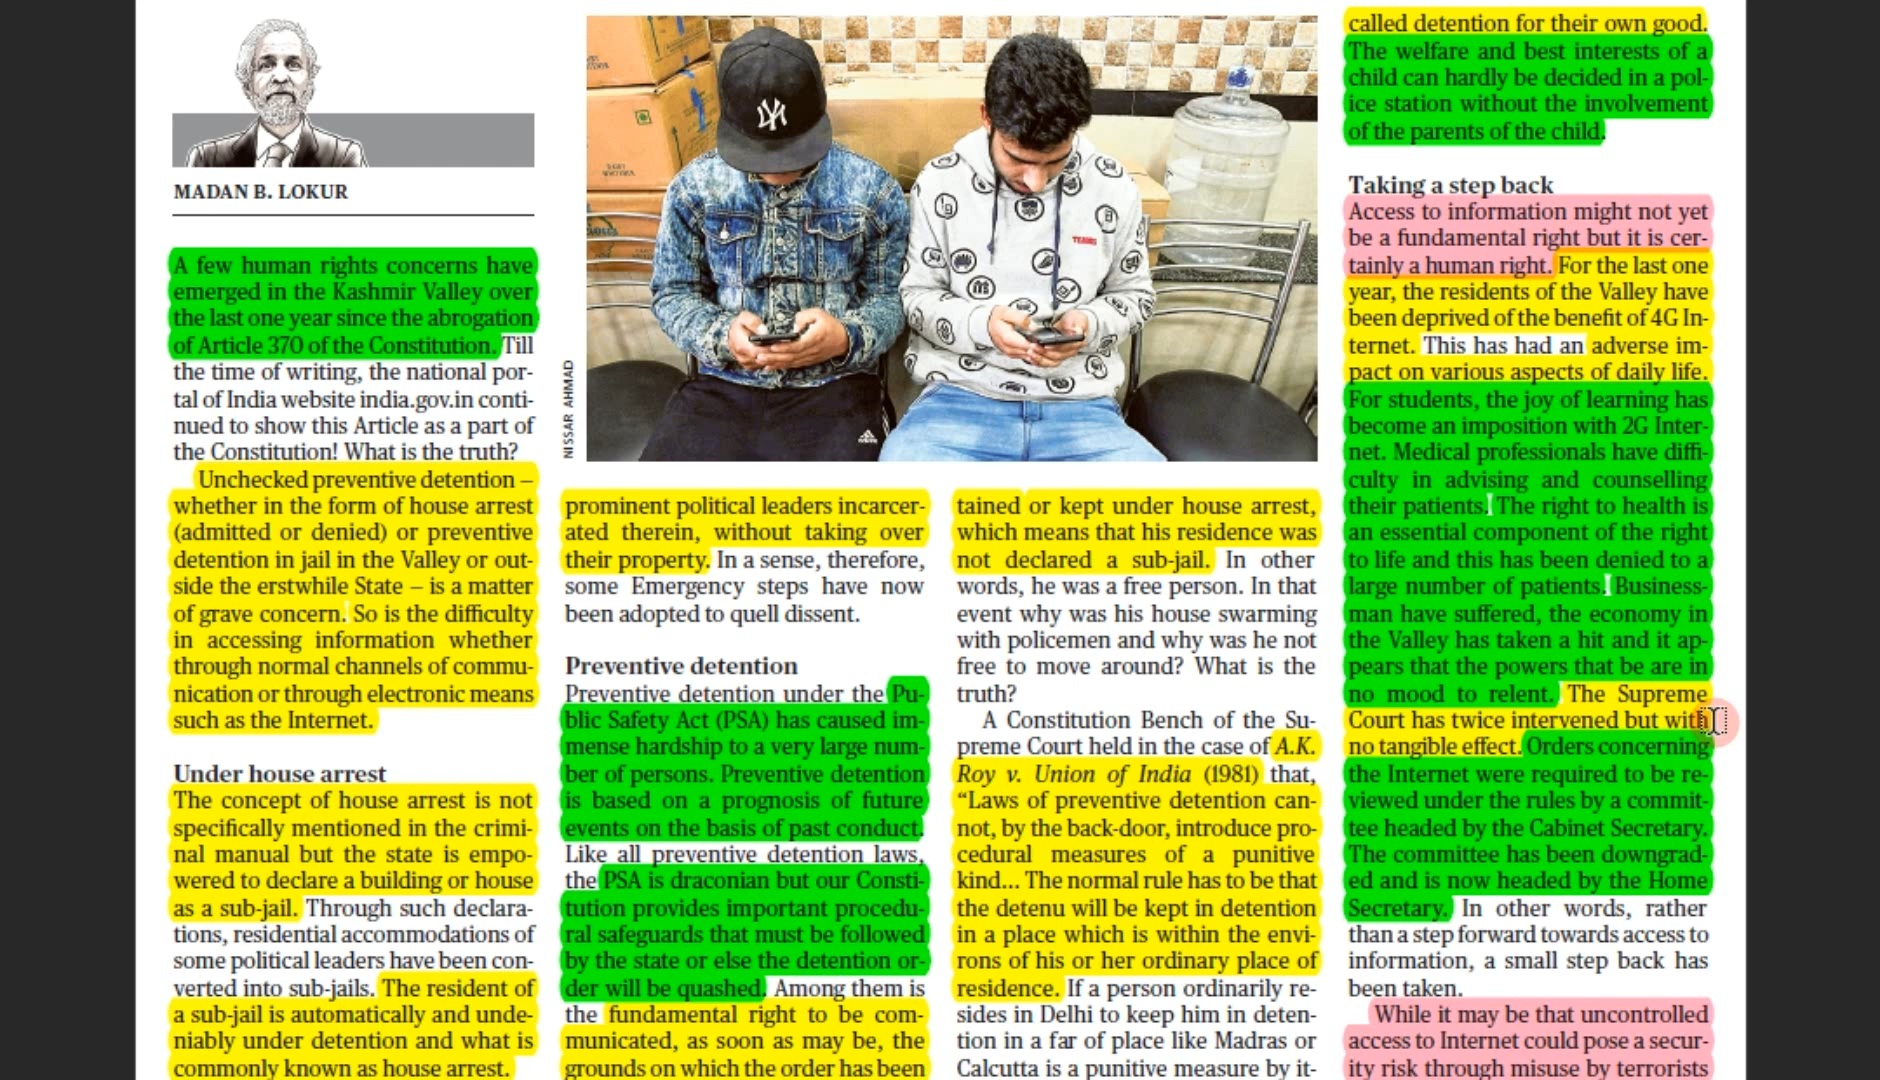 MADAN B. LOKUR
A few human rights concerns have
emerged in the Kashmir Valley over
the last one year since the abrogation
of Article 370 of the Constitution. Till
the time of writing, the national por-
tal of India website india.gov.in conti-
nued to show this Article as a part of
the Constitution! What is the truth?
Unchecked preventive detention –
whether in the form of house arrest
(admitted or denied) or preventive
detention in jail in the Valley or out-
side the erstwhile State – is a matter
of grave concern. So is the difficulty
in accessing information whether
through normal channels of commu-
nication or through electronic means
such as the Internet.
Under house arrest
The concept of house arrest is not
specifically mentioned in the crimi-
nal manual but the state is empo-
wered to declare a building or house
as a sub-jail. Through such declara-
tions, residential accommodations of
some political leaders have been con-
verted into sub-jails. The resident of
a sub-jail is automatically and unde-
niably under detention and what is
commonly known as house arrest.
NISSAR AHMAD
NY
TEAMS
adidas
prominent political leaders incarcer-
ated therein, without taking over
their property. In a sense, therefore,
some Emergency steps have now
been adopted to quell dissent.
Preventive detention
Preventive detention under the Pu-
blic Safety Act (PSA) has caused im-
mense hardship to a very large num-
ber of persons. Preventive detention
is based on a prognosis of future
events on the basis of past conduct.
Like all preventive detention laws,
the PSA is draconian but our Consti-
tution provides important procedu-
ral safeguards that must be followed
by the state or else the detention or-
der will be quashed. Among them is
the fundamental right to be com-
municated, as soon as may be, the
grounds on which the order has been
tained or kept under house arrest,
which means that his residence was
not declared a sub-jail. In other
words, he was a free person. In that
event why was his house swarming
with policemen and why was he not
free to move around? What is the
truth?
A Constitution Bench of the Su-
preme Court held in the case of A.K.
Roy v. Union of India (1981) that,
“Laws of preventive detention can-
not, by the back-door, introduce pro-
cedural measures of a punitive
kind... The normal rule has to be that
the detenu will be kept in detention
in a place which is within the envi-
rons of his or her ordinary place of
residence. If a person ordinarily re-
sides in Delhi to keep him in deten-
tion in a far of place like Madras or
Calcutta is a punitive measure by it-
called detention for their own good.
The welfare and best interests of a
child can hardly be decided in a pol-
ice station without the involvement
of the parents of the child.
Taking a step back
Access to information might not yet
be a fundamental right but it is cer-
tainly a human right. For the last one
year, the residents of the Valley have
been deprived of the benefit of 4G In-
ternet. This has had an adverse im-
pact on various aspects of daily life.
For students, the joy of learning has
become an imposition with 2G Inter-
net. Medical professionals have diffi-
culty in advising and counselling
their patients. The right to health is
an essential component of the right
to life and this has been denied to a
large number of patients. Business-
man have suffered, the economy in
the Valley has taken a hit and it ap-
pears that the powers that be are in
no mood to relent. The Supreme
Court has twice intervened but with
no tangible effect. Orders concerning
the Internet were required to be re-
viewed under the rules by a commit-
tee headed by the Cabinet Secretary.
The committee has been downgrad-
ed and is now headed by the Home
Secretary. In other words, rather
than a step forward towards access to
information, a small step back has
been taken.
While it may be that uncontrolled
access to Internet could pose a secur-
ity risk through misuse by terrorists